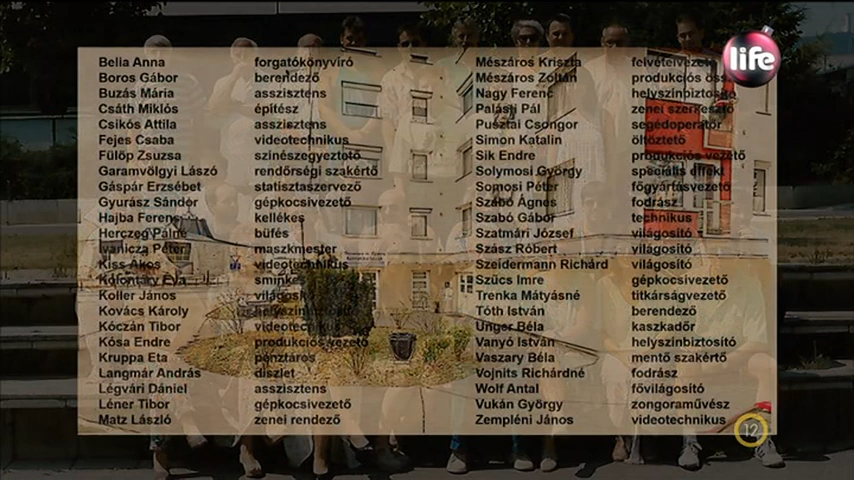 life
Belia Anna forgatókönyvíró
Boros Gábor berendező
Buzás Mária asszisztens
Csáth Miklós építész
Csikós Attila asszisztens
Fejes Csaba videotechnikus
Fülöp Zsuzsa színészegyeztető
Garamvölgyi László rendőrségi szakértő
Gáspár Erzsébet statisztaszervező
Gyurász Sándor gépkocsivezető
Hajba Ferenc kellékes
Herczeg Pálné büfés
Ivanicza Péter maszkmester
Kiss Ákos videotechnikus
Kolontáry Éva sminkes
Koller János világosító
Kovács Károly helyszínbiztosító
Kóczán Tibor videotechnikus
Kósa Endre produkciós vezető
Kruppa Eta pénztáros
Langmár András díszlet
Légvári Dániel asszisztens
Léner Tibor gépkocsivezető
Matz László zenei rendező
Mészáros Kriszta felvételvezető
Mészáros Zoltán produkciós
Nagy Ferenc helyszínbiztosító
Palásti Pál zenei szerkesztő
Pusztai Csongor segédoperatőr
Simon Katalin öltöztető
Sik Endre produkciós vezető
Solymosi György speciális effekt
Somosi Péter főgyártásvezető
Szabó Ágnes fodrász
Szabó Gábor technikus
Szatmári József világosító
Szász Róbert világosító
Szeidermann Richárd világosító
Szűcs Imre gépkocsivezető
Trenka Mátyásné titkárságvezető
Tóth István berendező
Unger Béla kaszkadőr
Vanyó István helyszínbiztosító
Vaszary Béla mentő szakértő
Vojnits Richárdné fodrász
Wolf Antal fővilágosító
Vukán György zongoraművész
Zempléni János videotechnikus
12